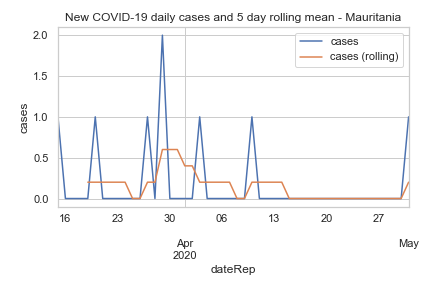 New COVID-19 daily cases and 5 day rolling mean - Mauritania
cases
cases (rolling)
cases
2.0
1.5
1.0
0.5
0.0
16 23 30 06 13 20 27
Apr May
2020
dateRep